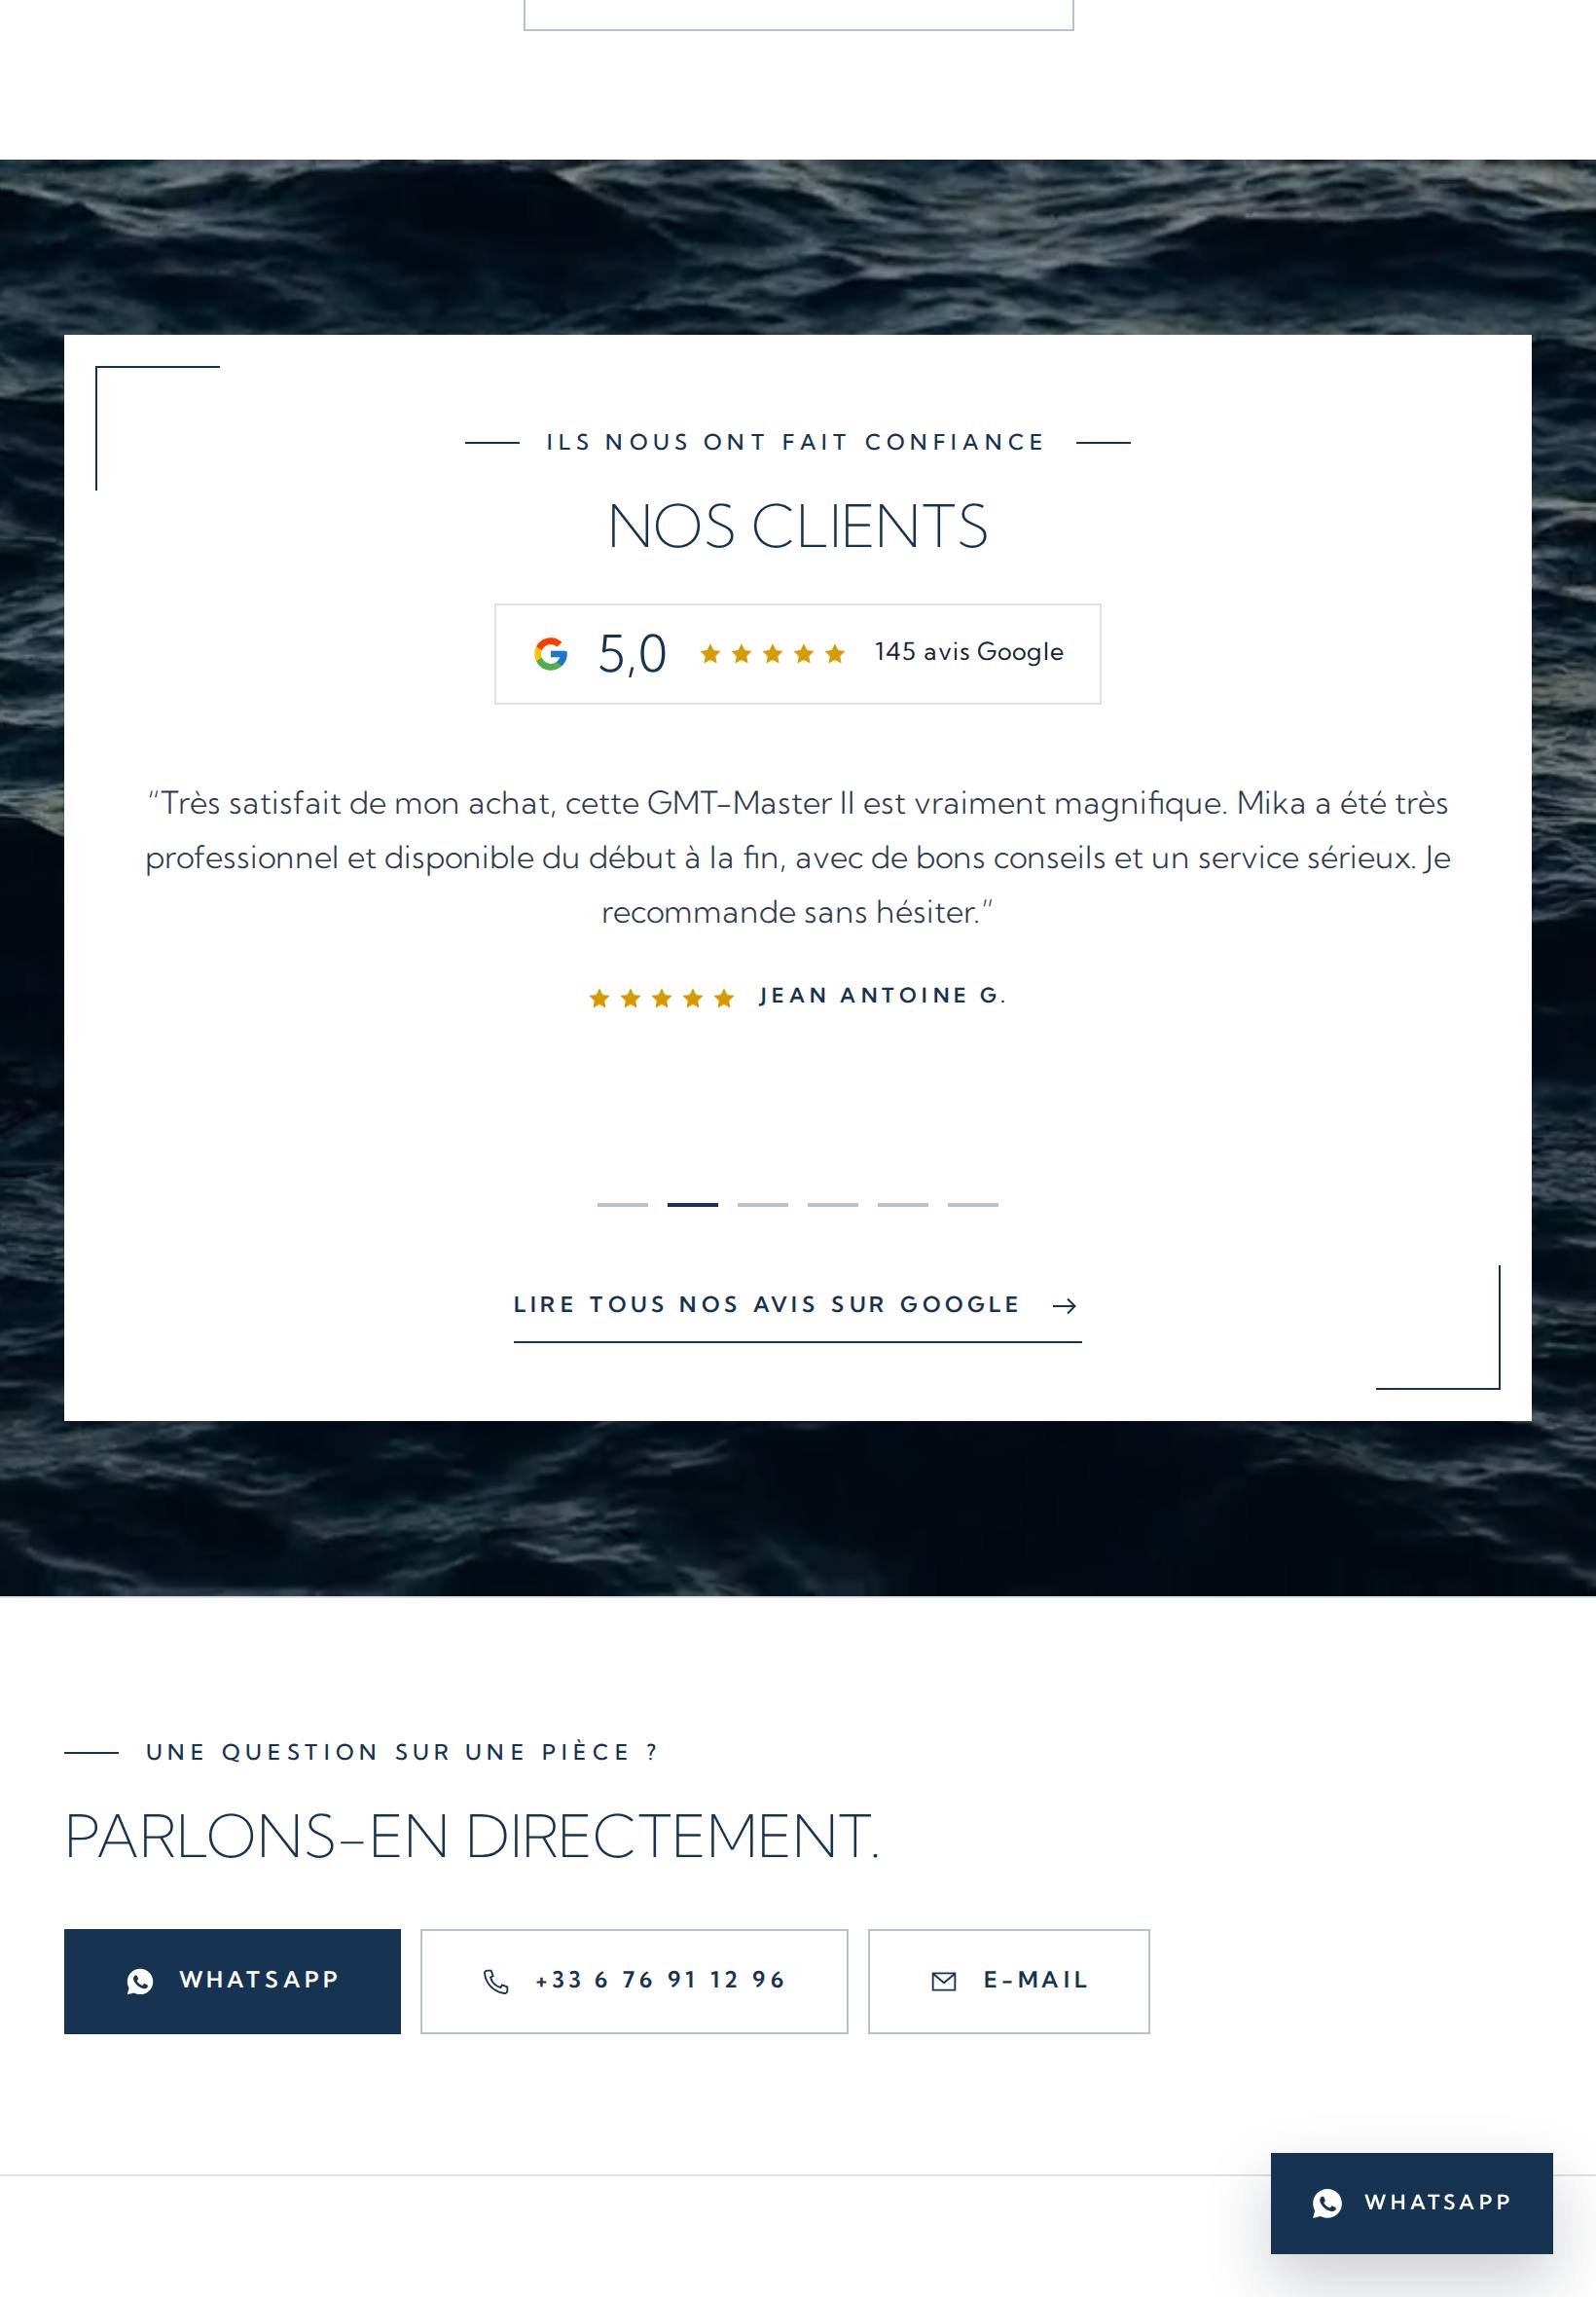 ILS NOUS ONT FAIT CONFIANCE
NOS CLIENTS
5,0 ★★★★★ 145 avis Google
“Très satisfait de mon achat, cette GMT-Master II est vraiment magnifique. Mika a été très
professionnel et disponible du début à la fin, avec de bons conseils et un service sérieux. Je
recommande sans hésiter.”
★★★★★ JEAN ANTOINE G.
LIRE TOUS NOS AVIS SUR GOOGLE →
UNE QUESTION SUR UNE PIÈCE ?
PARLONS-EN DIRECTEMENT.
WHATSAPP
+33 6 76 91 12 96
E-MAIL
WHATSAPP